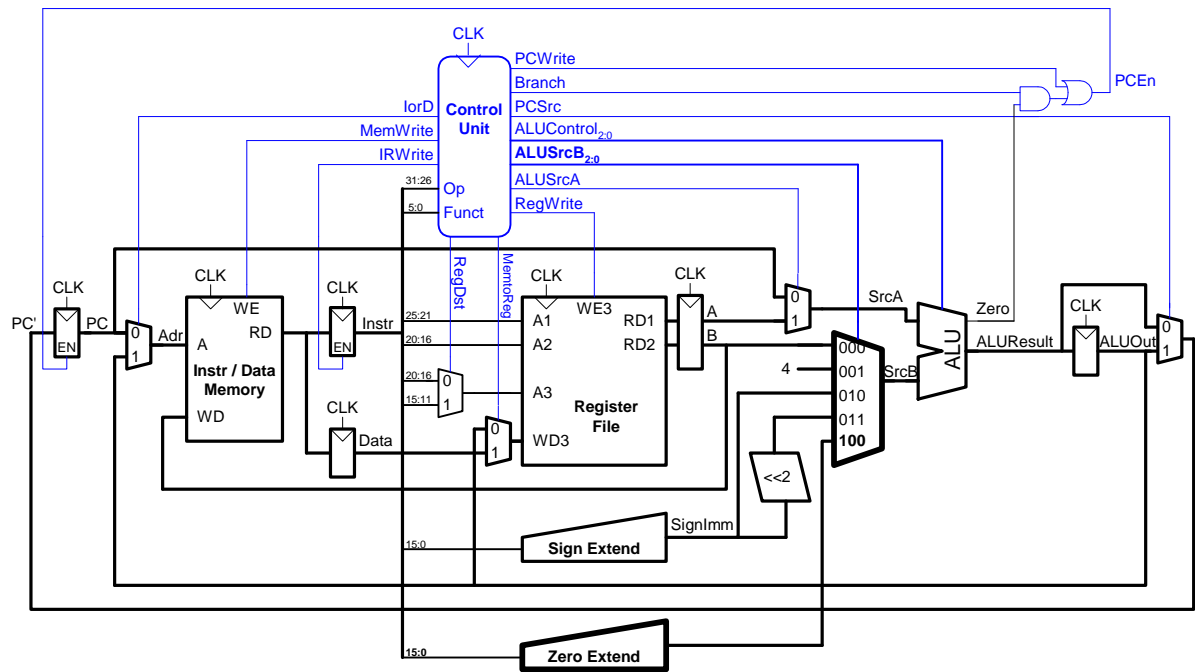 CLK
PCWrite
Branch
PCEn
IorD
Control
Unit
PCSrc
MemWrite
ALUControl2:0
IRWrite
ALUSrcB2:0
31:26
Op
ALUSrcA
5:0
Funct
RegWrite
RegDst
MemtoReg
CLK
CLK
CLK
CLK
CLK
CLK
PC'
EN
PC
0
1
Adr
A
WE
RD
Instr / Data
Memory
WD
EN
Instr
25:21
20:16
20:16
15:11
0
1
A1
A2
A3
WD3
WE3
RD1
RD2
Register
File
A
B
0
1
SrcA
4
000
001
010
011
100
SrcB
ALU
Zero
ALUResult
CLK
ALUOut
0
1
CLK
Data
0
1
<<2
SignImm
15:0
Sign Extend
15:0
Zero Extend